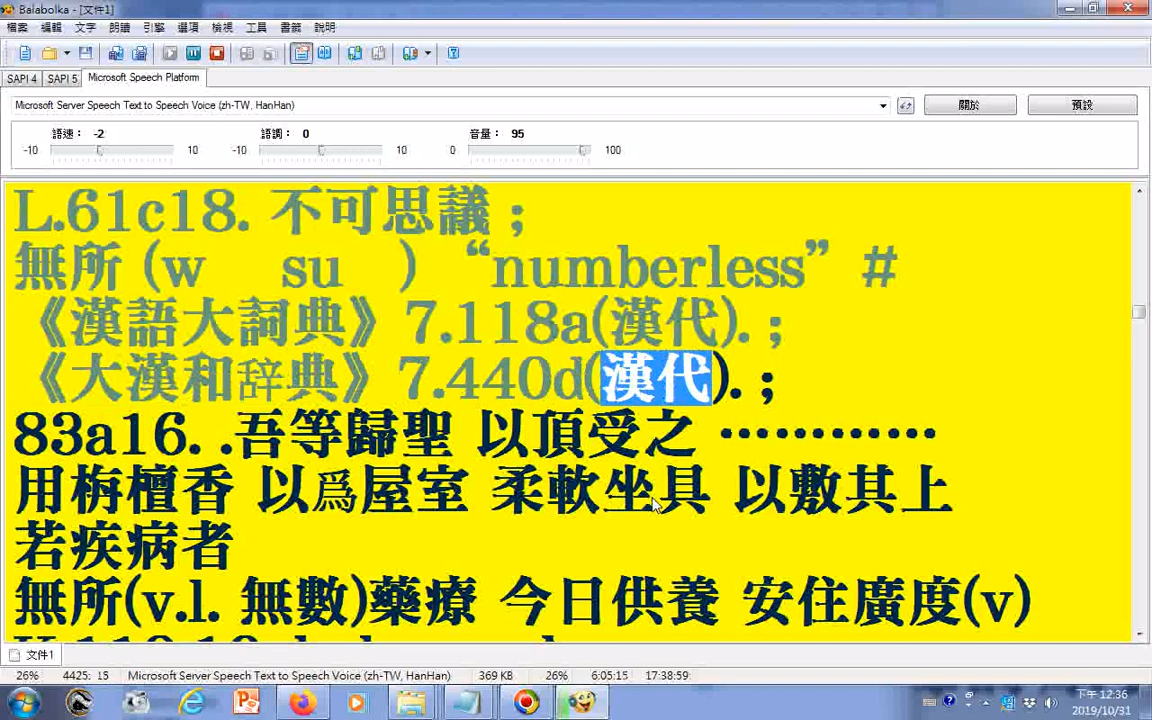 Balabolka - [文件1]
檔案 編輯 文字 朗讀 引擎 選項 檢視 工具 書籤 說明
SAPI 4 SAPI 5 Microsoft Speech Platform
Microsoft Server Speech Text to Speech Voice (zh-TW, HanHan) 關於 預設
語速： -2 語調： 0 音量： 95
-10 10 -10 10 0 100
L.61c18. 不可思議；
無所 (w su ) “numberless” #
《漢語大詞典》7.118a(漢代).；
《大漢和辞典》7.440d(漢代).；
83a16. .吾等歸聖 以頂受之 …………
用栴檀香 以爲屋室 柔軟坐具 以敷其上
若疾病者
無所(v.l. 無數)藥療 今日供養 安住廣度(v)
文件1
26% 4425: 15 Microsoft Server Speech Text to Speech Voice (zh-TW, HanHan) 369 KB 26% 6:05:15 17:38:59
下午 12:36
2019/10/31